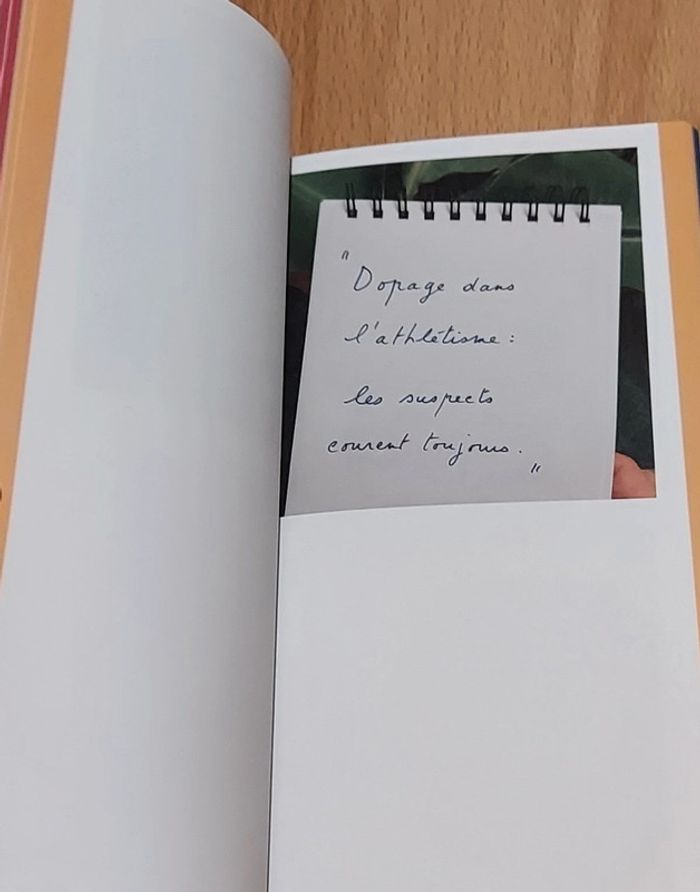 "Dopage dans
l'athlétisme :
les suspects
courent toujours.
"